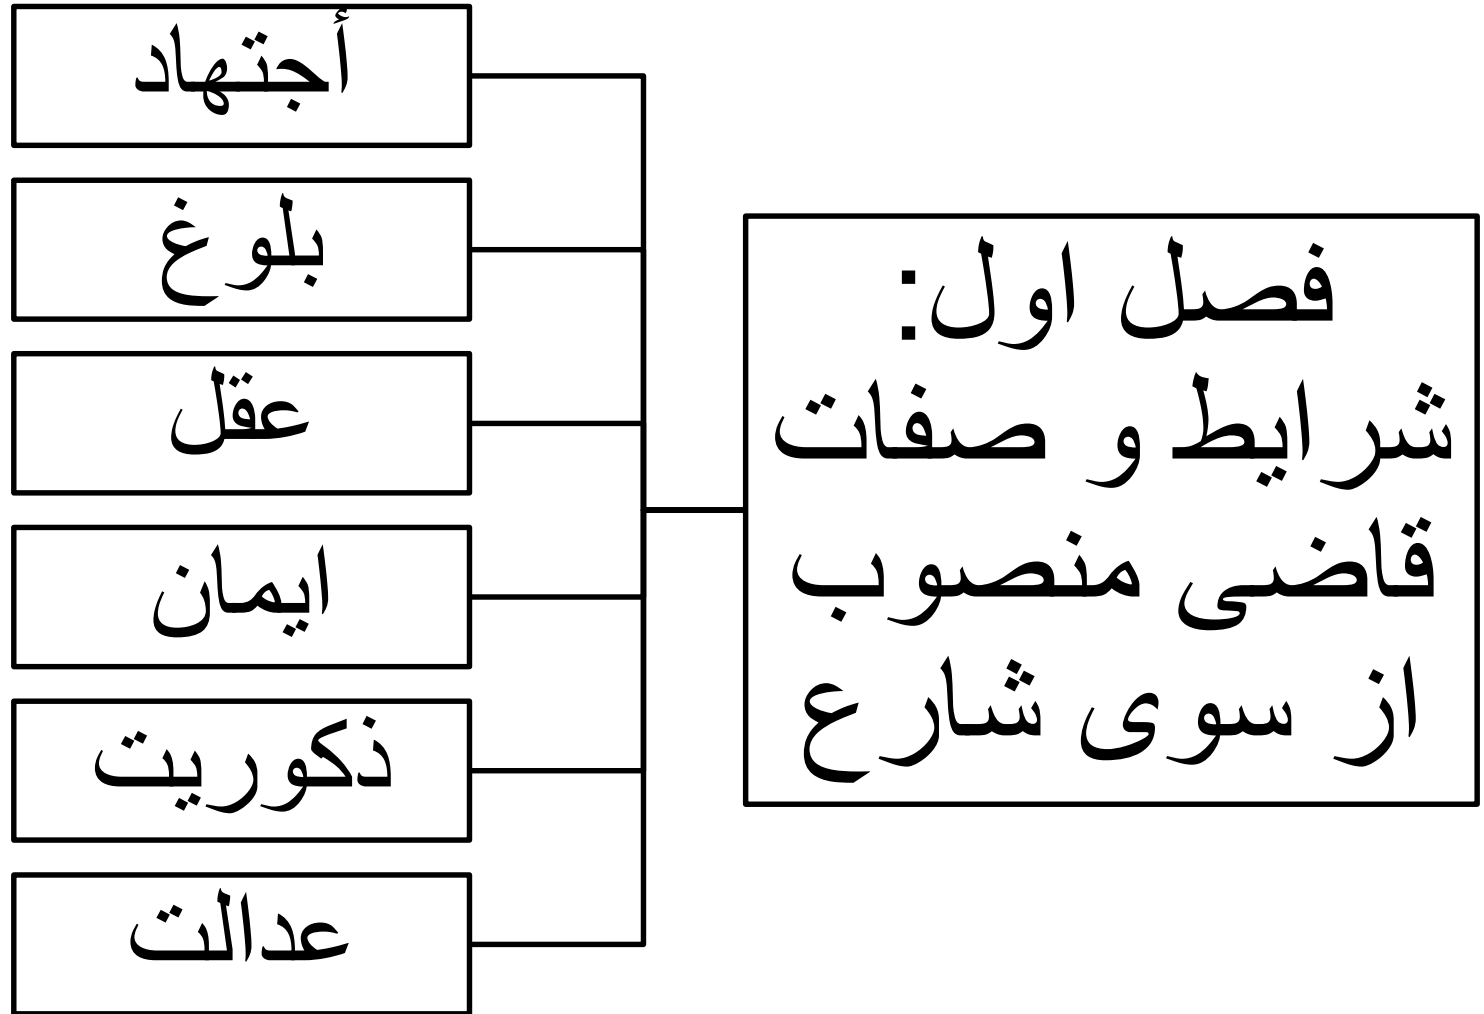 فصل اول:
شرایط و صفات
قاضی منصوب
از سوی شارع
أجتهاد
بلوغ
عقل
ایمان
ذکوریت
عدالت